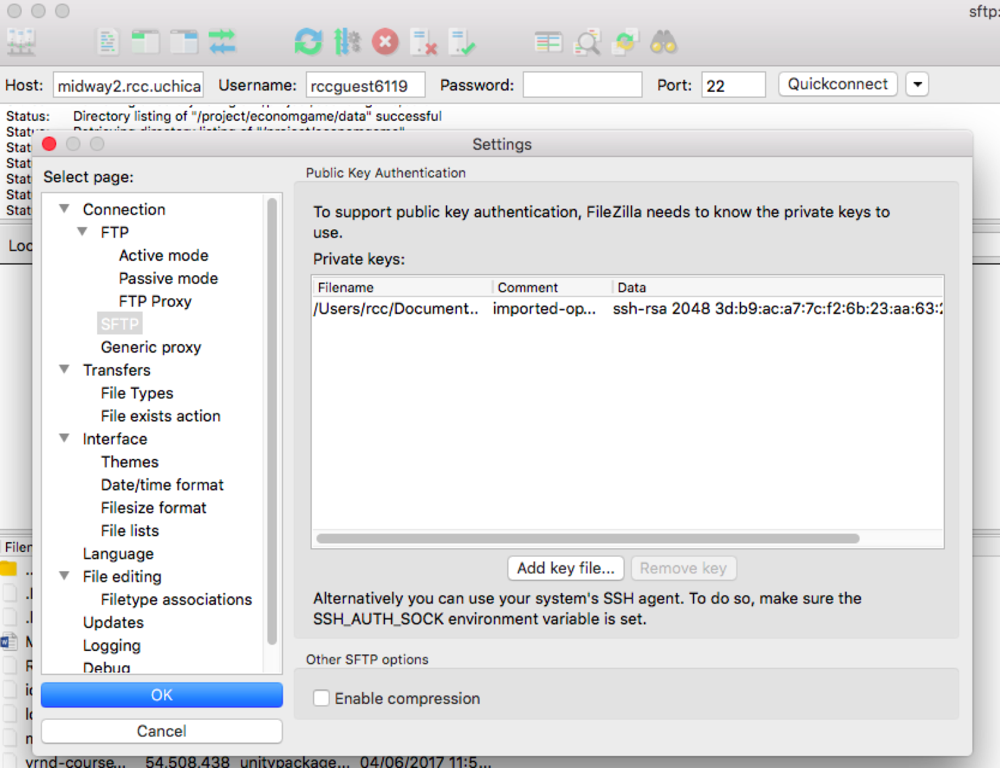 sftp:
Host: midway2.rcc.uchica Username: rccguest6119 Password: Port: 22 Quickconnect
Status: Directory listing of "/project/economgame/data" successful
Stat
Stat
Stat
Stat
Stat
Stat
Settings
Select page:
Connection
FTP
Active mode
Passive mode
FTP Proxy
SFTP
Generic proxy
Transfers
File Types
File exists action
Interface
Themes
Date/time format
Filesize format
File lists
Language
File editing
Filetype associations
Updates
Logging
Debug
OK
Cancel
Public Key Authentication
To support public key authentication, FileZilla needs to know the private keys to
use.
Private keys:
Filename Comment Data
/Users/rcc/Document.. imported-op... ssh-rsa 2048 3d:b9:ac:a7:7c:f2:6b:23:aa:63:2
Add key file... Remove key
Alternatively you can use your system's SSH agent. To do so, make sure the
SSH_AUTH_SOCK environment variable is set.
Other SFTP options
Enable compression
Loc
Filer
..
vrnd-course... 54,508,438 unitypackage... 04/06/2017 11:5...